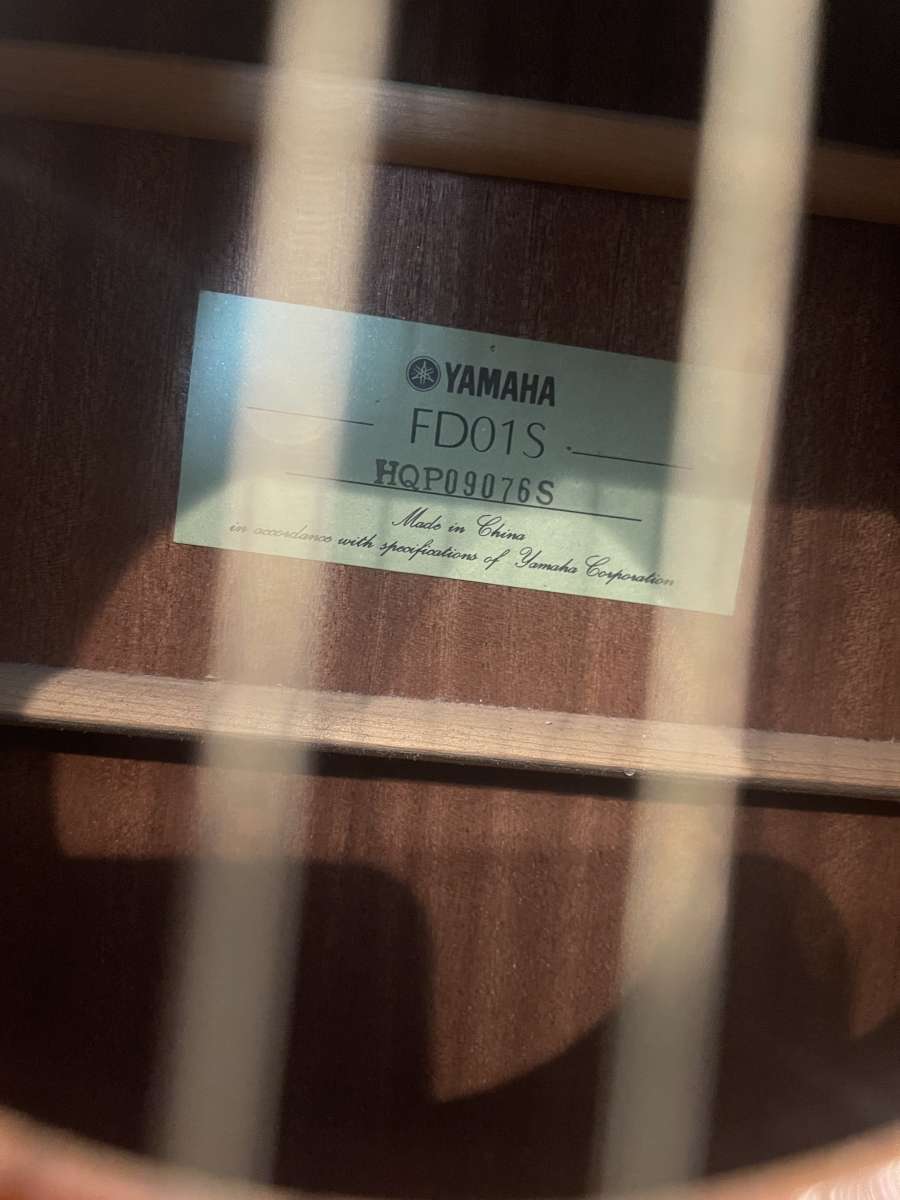 YAMAHA
FD01S
HQP09076S
Made in China
in accordance with specifications of Yamaha Corporation